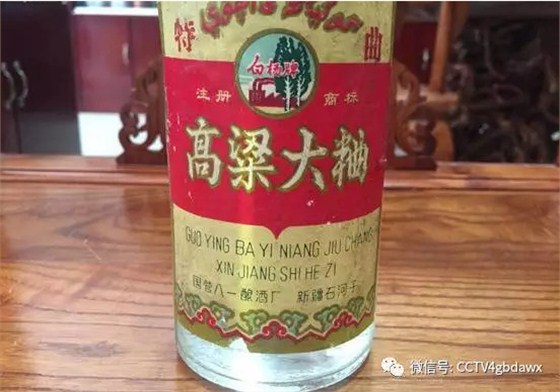 特 曲
白杨牌
注册 商标
高粱大粬
GUO YING BA YI NIANG JIU CHANG
XIN JIANG SHI HE ZI
国营八一酿酒厂 新疆石河子
微信号: CCTV4gbdawx